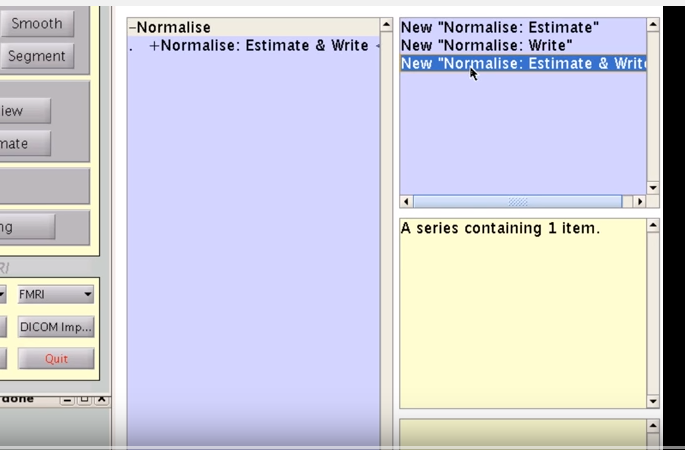 Smooth
Segment
iew
mate
ng
RI
FMRI
DICOM Imp...
Quit
done
−Normalise
. +Normalise: Estimate & Write <
New "Normalise: Estimate"
New "Normalise: Write"
New "Normalise: Estimate & Write
A series containing 1 item.